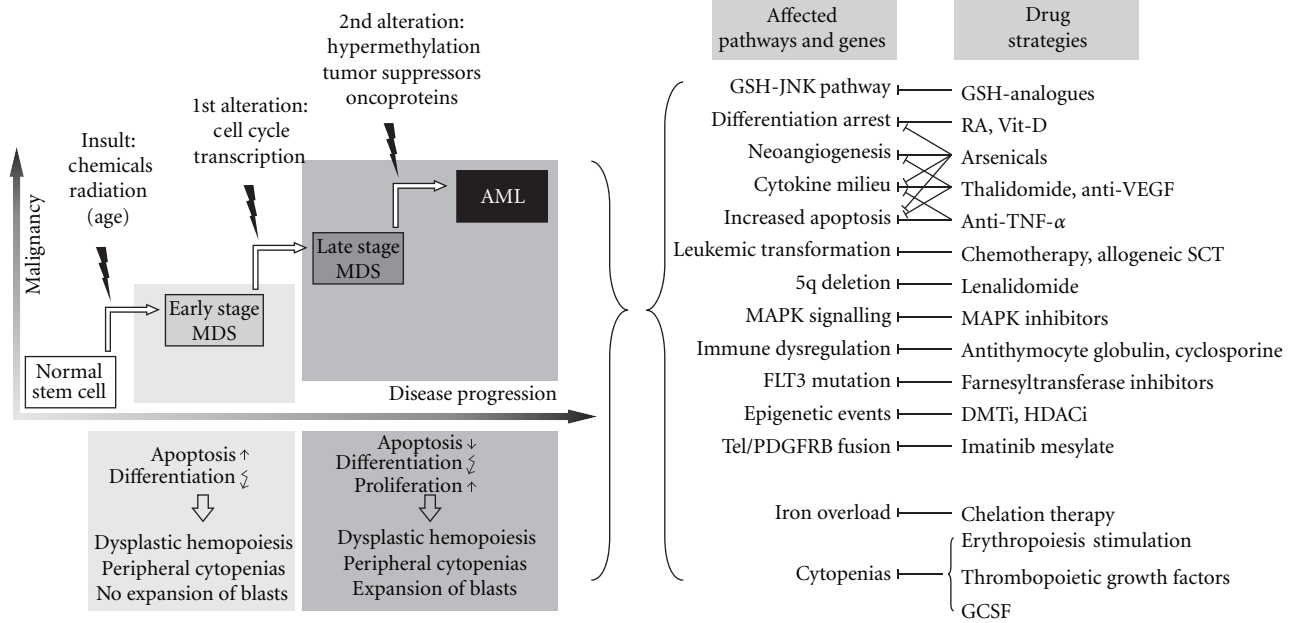 2nd alteration:
hypermethylation
tumor suppressors
oncoproteins
1st alteration:
cell cycle
transcription
Insult:
chemicals
radiation
(age)
Malignancy
AML
Late stage
MDS
Early stage
MDS
Normal
stem cell
Disease progression
Apoptosis ↑
Differentiation
Dysplastic hemopoiesis
Peripheral cytopenias
No expansion of blasts
Apoptosis ↓
Differentiation
Proliferation ↑
Dysplastic hemopoiesis
Peripheral cytopenias
Expansion of blasts
Affected
pathways and genes
Drug
strategies
GSH-JNK pathway
GSH-analogues
Differentiation arrest
RA, Vit-D
Neoangiogenesis
Arsenicals
Cytokine milieu
Thalidomide, anti-VEGF
Increased apoptosis
Anti-TNF-α
Leukemic transformation
Chemotherapy, allogeneic SCT
5q deletion
Lenalidomide
MAPK signalling
MAPK inhibitors
Immune dysregulation
Antithymocyte globulin, cyclosporine
FLT3 mutation
Farnesyltransferase inhibitors
Epigenetic events
DMTi, HDACi
Tel/PDGFRB fusion
Imatinib mesylate
Iron overload
Chelation therapy
Cytopenias
Erythropoiesis stimulation
Thrombopoietic growth factors
GCSF